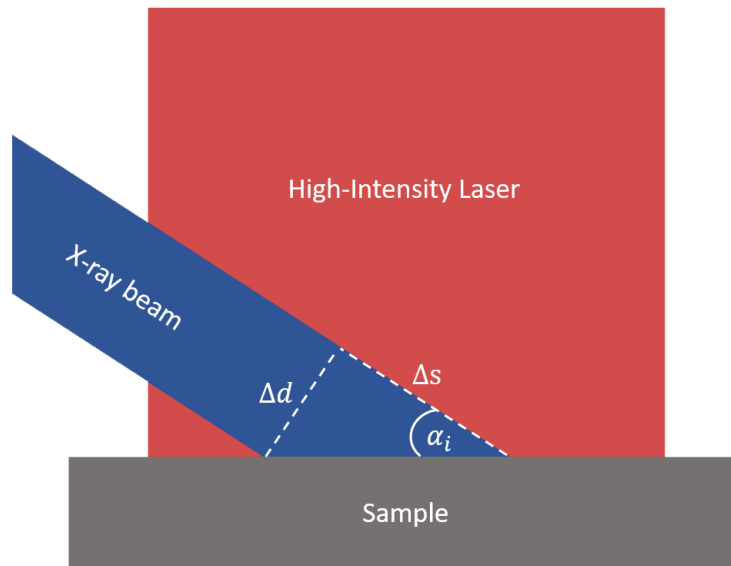 High-Intensity Laser
X-ray beam
Δd
Δs
αi
Sample